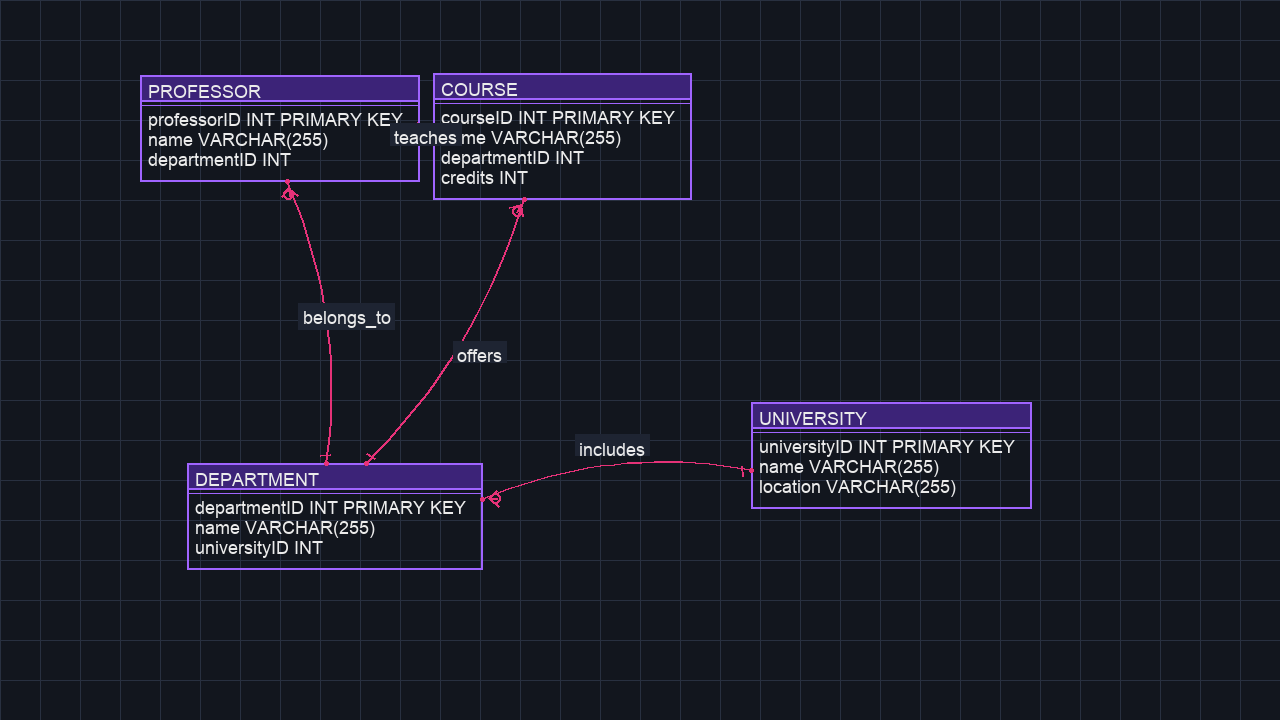 PROFESSOR
professorID INT PRIMARY KEY
name VARCHAR(255)
departmentID INT
COURSE
courseID INT PRIMARY KEY
teaches
me VARCHAR(255)
departmentID INT
credits INT
belongs_to
offers
includes
UNIVERSITY
universityID INT PRIMARY KEY
name VARCHAR(255)
location VARCHAR(255)
DEPARTMENT
departmentID INT PRIMARY KEY
name VARCHAR(255)
universityID INT